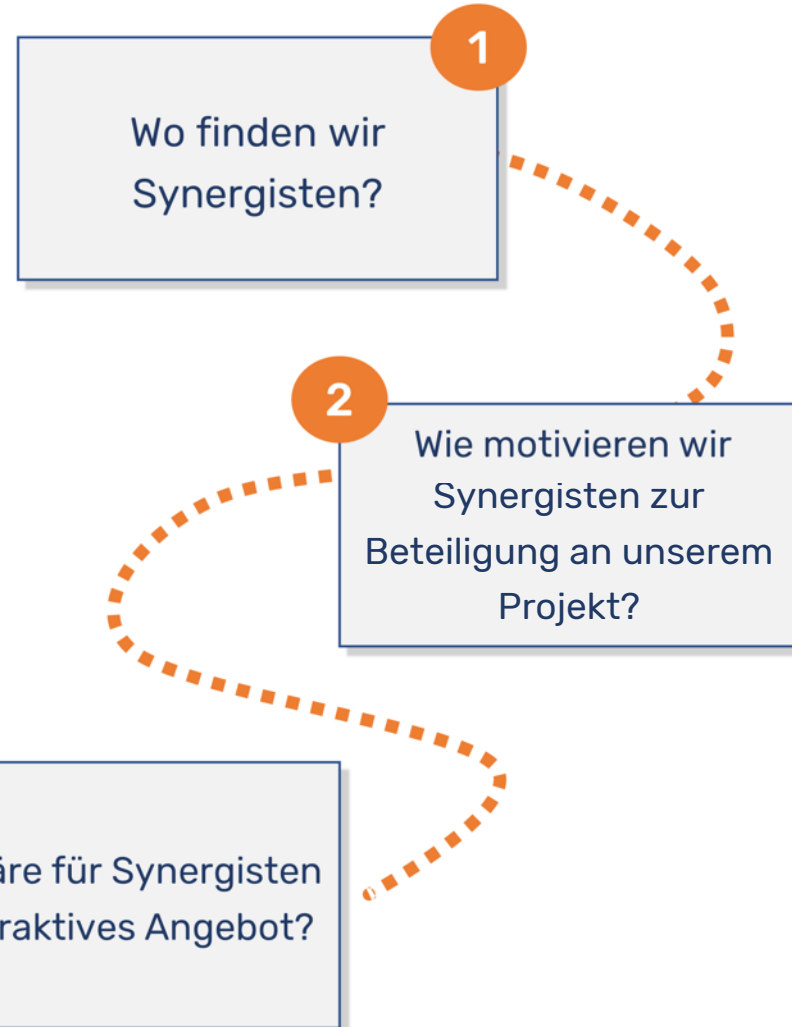 1
Wo finden wir
Synergisten?
2
Wie motivieren wir
Synergisten zur
Beteiligung an unserem
Projekt?
für Synergisten
Angebot?